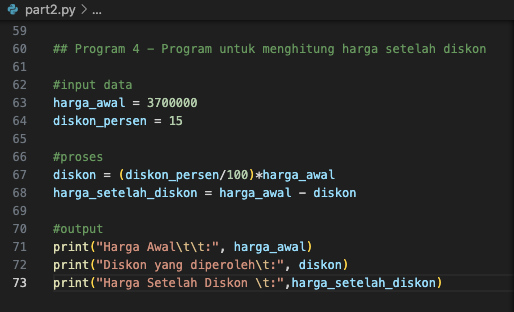 part2.py > ...
59
60 ## Program 4 - Program untuk menghitung harga setelah diskon
61
62 #input data
63 harga_awal = 3700000
64 diskon_persen = 15
65
66 #proses
67 diskon = (diskon_persen/100)*harga_awal
68 harga_setelah_diskon = harga_awal - diskon
69
70 #output
71 print("Harga Awal\t\t:", harga_awal)
72 print("Diskon yang diperoleh\t:", diskon)
73 print("Harga Setelah Diskon \t:",harga_setelah_diskon)